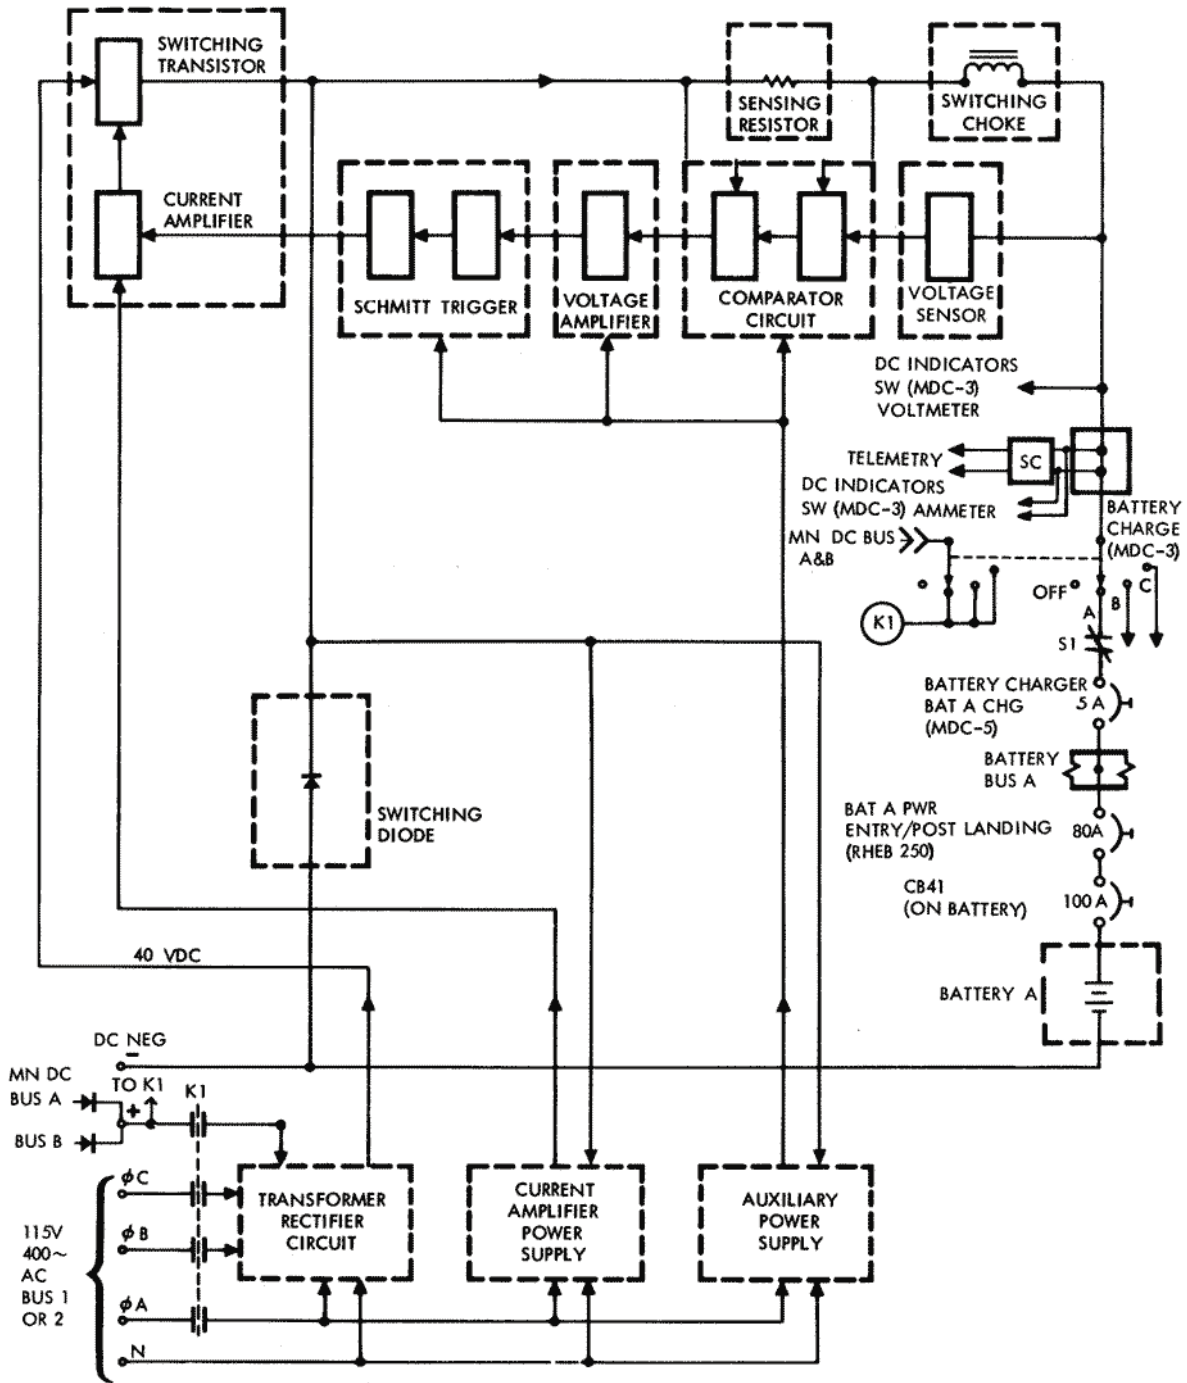 SWITCHING
TRANSISTOR
SENSING
RESISTOR
SWITCHING
CHOKE
CURRENT
AMPLIFIER
SCHMITT TRIGGER
VOLTAGE
AMPLIFIER
COMPARATOR
CIRCUIT
VOLTAGE
SENSOR
DC INDICATORS
SW (MDC-3)
VOLTMETER
TELEMETRY
SC
DC INDICATORS
SW (MDC-3) AMMETER
BATTERY
CHARGE
(MDC-3)
MN DC BUS
A&B
OFF
A
B
C
K1
S1
BATTERY CHARGER
BAT A CHG
(MDC-5)
5 A
BATTERY
BUS A
SWITCHING
DIODE
BAT A PWR
ENTRY/POST LANDING
(RHEB 250)
80A
CB41
(ON BATTERY)
100 A
40 VDC
BATTERY A
DC NEG
−
MN DC
BUS A
TO K1
+
K1
BUS B
φC
φB
φA
N
115V
400~
AC
BUS 1
OR 2
TRANSFORMER
RECTIFIER
CIRCUIT
CURRENT
AMPLIFIER
POWER
SUPPLY
AUXILIARY
POWER
SUPPLY